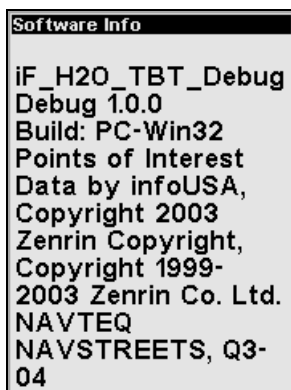 Software Info
iF_H2O_TBT_Debug
Debug 1.0.0
Build: PC-Win32
Points of Interest
Data by infoUSA,
Copyright 2003
Zenrin Copyright,
Copyright 1999-
2003 Zenrin Co. Ltd.
NAVTEQ
NAVSTREETS, Q3-
04